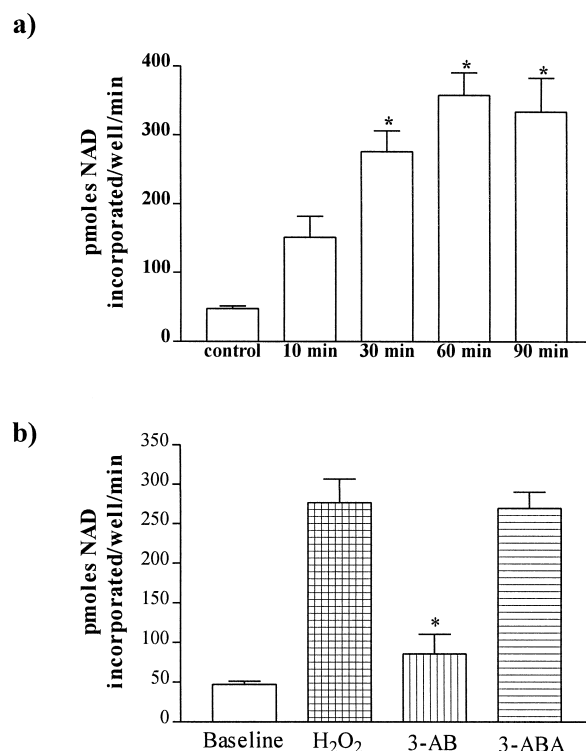 a)
pmoles NAD
incorporated/well/min
400
300
200
100
0
*
*
*
control 10 min 30 min 60 min 90 min
b)
pmoles NAD
incorporated/well/min
350
300
250
200
150
100
50
0
*
Baseline H₂O₂ 3-AB 3-ABA